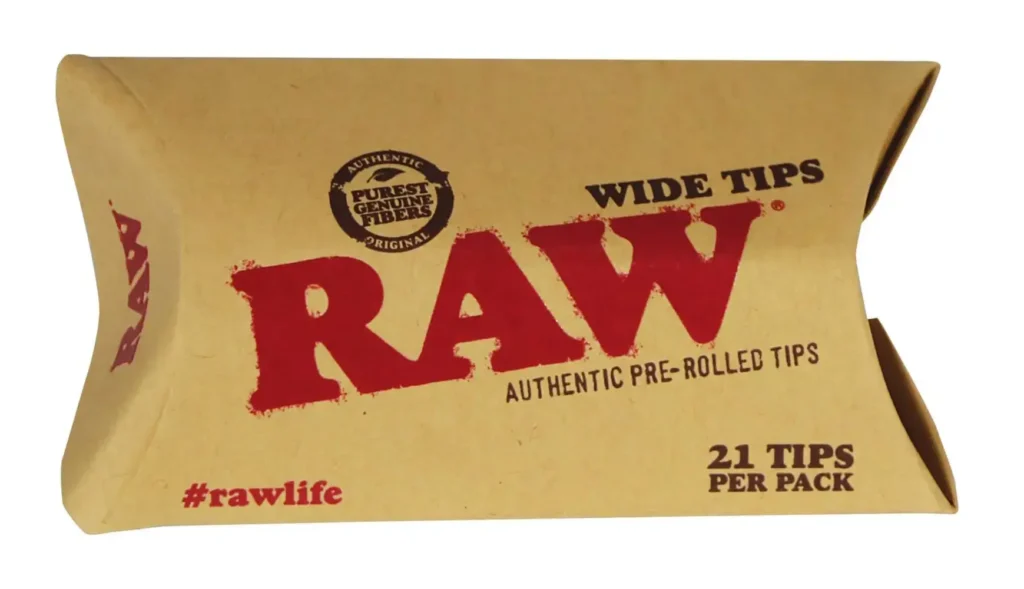 AUTHENTIC
PUREST
GENUINE
FIBERS
ORIGINAL
WIDE TIPS
RAW®
AUTHENTIC PRE-ROLLED TIPS
21 TIPS
PER PACK
#rawlife
RAW